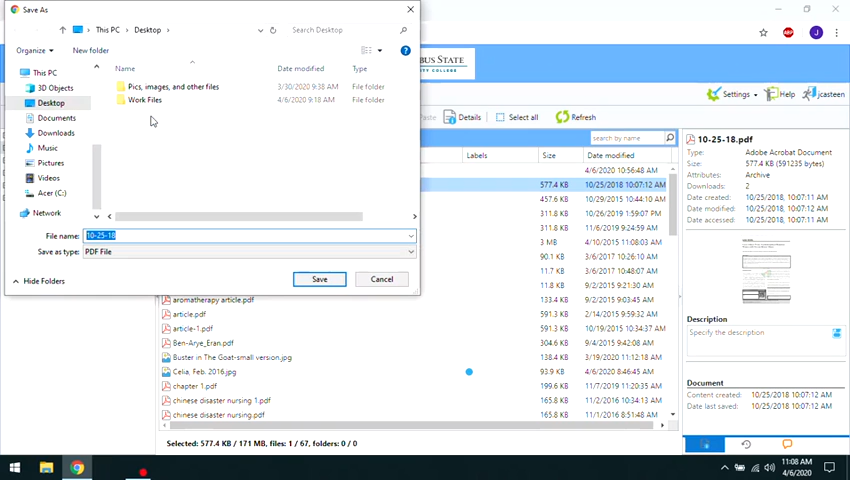 Save As
This PC
Desktop
Search Desktop
Organize
New folder
Name
Date modified
Type
This PC
3D Objects
Desktop
Documents
Downloads
Music
Pictures
Videos
Acer (C:)
Network
Pics, images, and other files
3/30/2020 9:38 AM
File folder
Work Files
4/6/2020 9:18 AM
File folder
File name: 10-25-18
Save as type: PDF File
Hide Folders
Save
Cancel
ABP
J
BUS STATE
ITY COLLEGE
Settings
Help
jcasteen
Paste
Details
Select all
Refresh
search by name
Labels
Size
Date modified
4/6/2020 10:56:48 AM
577.4 KB 10/25/2018 10:07:12 AM
457.6 KB 10/29/2015 10:44:10 AM
311.8 KB 10/26/2019 1:59:07 PM
311.8 KB 11/6/2019 9:24:59 AM
3 MB 4/10/2015 11:08:03 AM
90.1 KB 3/6/2017 10:26:10 AM
11.7 KB 3/6/2017 10:48:07 AM
11.8 KB 9/2/2015 9:21:30 AM
aromatherapy article.pdf 133.4 KB 9/2/2015 9:03:45 AM
article.pdf 591.3 KB 2/14/2015 9:59:32 AM
article-1.pdf 591.3 KB 10/19/2015 10:34:37 AM
Ben-Arye_Eran.pdf 9/4/2015 9:42:08 AM
Buster in The Goat-small version.jpg 138.4 KB 3/19/2020 11:12:18 AM
Celia, Feb. 2016.jpg 93.9 KB 4/6/2020 8:46:45 AM
chapter 1.pdf 199.6 KB 11/7/2019 11:20:35 AM
chinese disaster nursing 1.pdf 165.8 KB 11/2/2016 10:34:13 AM
chinese disaster nursing.pdf 165.8 KB 11/1/2016 8:51:48 AM
Selected: 577.4 KB / 171 MB, files: 1 / 67, folders: 0 / 0
10-25-18.pdf
Type: Adobe Acrobat Document
Size: 577.4 KB (591235 bytes)
Attributes: Archive
Downloads: 2
Date created: 10/25/2018 10:07:11 AM
Date modified: 10/25/2018 10:07:12 AM
Date accessed: 10/25/2018 10:07:11 AM
Description
Specify the description
Document
Content created: 10/25/2018 10:07:12 AM
Date last saved: 10/25/2018 10:07:12 AM
11:08 AM
4/6/2020